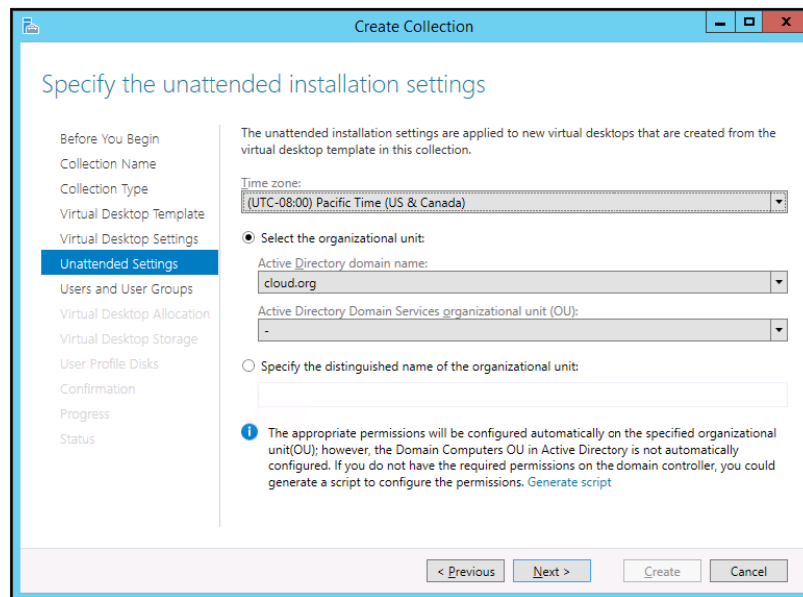 Create Collection
Specify the unattended installation settings
Before You Begin
Collection Name
Collection Type
Virtual Desktop Template
Virtual Desktop Settings
Unattended Settings
Users and User Groups
Virtual Desktop Allocation
Virtual Desktop Storage
User Profile Disks
Confirmation
Progress
Status
The unattended installation settings are applied to new virtual desktops that are created from the
virtual desktop template in this collection.
Time zone:
(UTC-08:00) Pacific Time (US & Canada)
Select the organizational unit:
Active Directory domain name:
cloud.org
Active Directory Domain Services organizational unit (OU):
-
Specify the distinguished name of the organizational unit:
The appropriate permissions will be configured automatically on the specified organizational
unit(OU); however, the Domain Computers OU in Active Directory is not automatically
configured. If you do not have the required permissions on the domain controller, you could
generate a script to configure the permissions. Generate script
< Previous
Next >
Create
Cancel